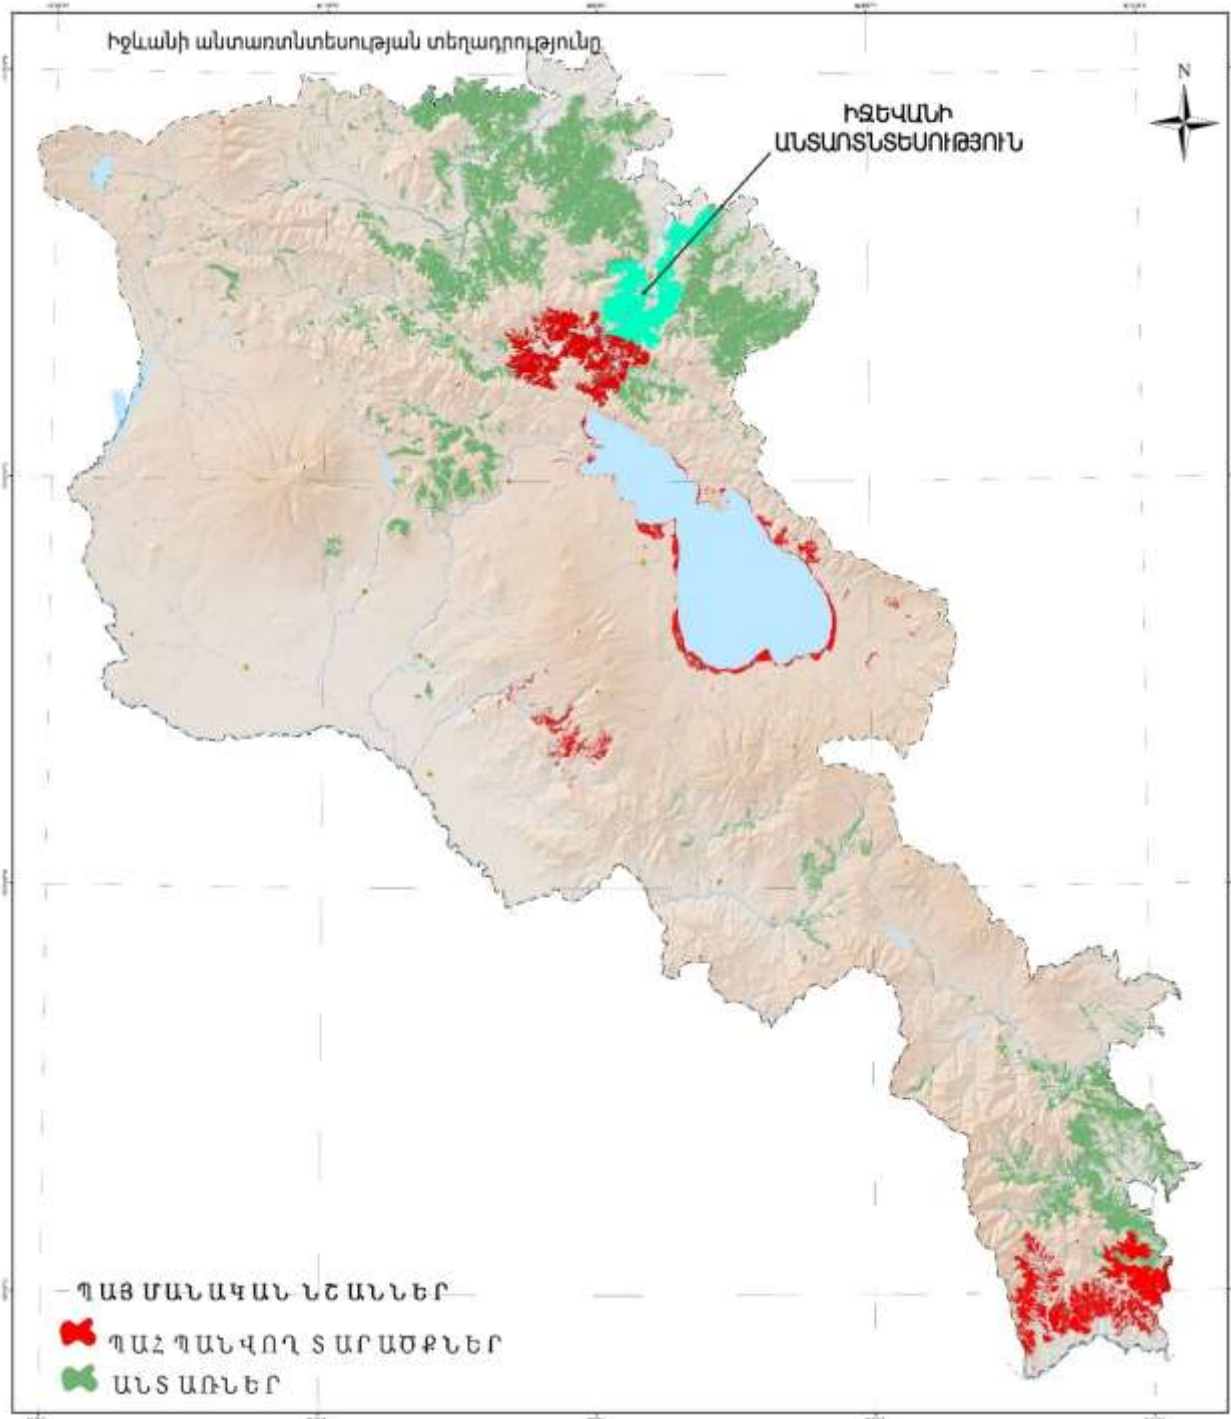 Իջևանի անտառտնտեսության տեղադրությունը
ԻՋԵՎԱՆԻ
ԱՆՏԱՌՏՆՏԵՍՈՒԹՅՈՒՆ
N
ՊԱՅՄԱՆԱԿԱՆ ՆՇԱՆՆԵՐ
ՊԱՀՊԱՆՎՈՂ ՏԱՐԱԾՔՆԵՐ
ԱՆՏԱՌՆԵՐ